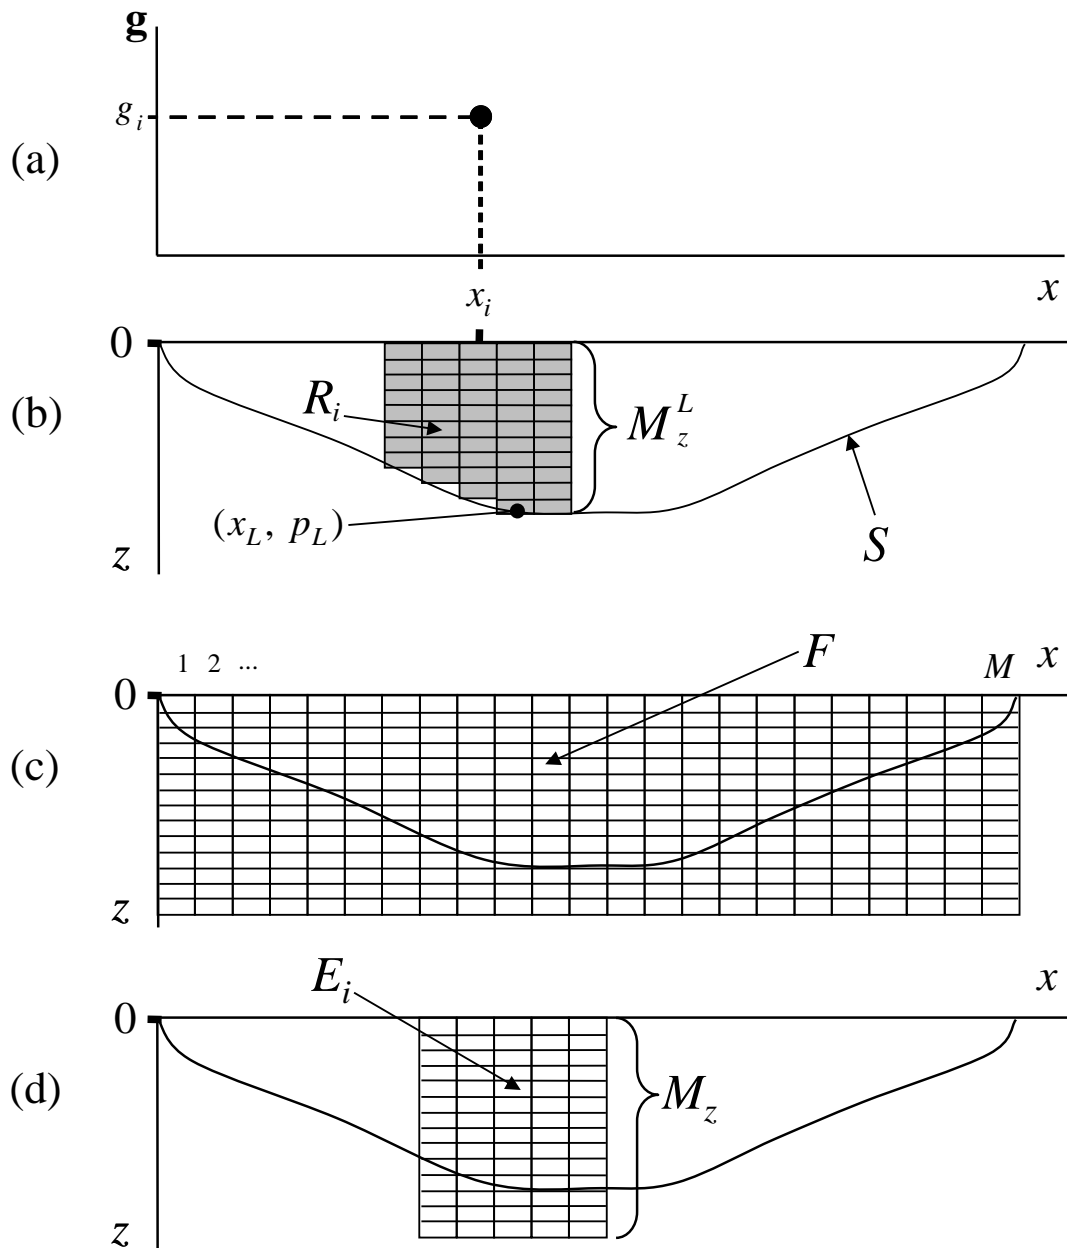 g
g_i
(a)
x_i
x
0
R_i
M_z^L
(b)
(x_L, p_L)
S
z
F
1 2 ...
M x
0
(c)
z
E_i
x
0
(d)
M_z
z